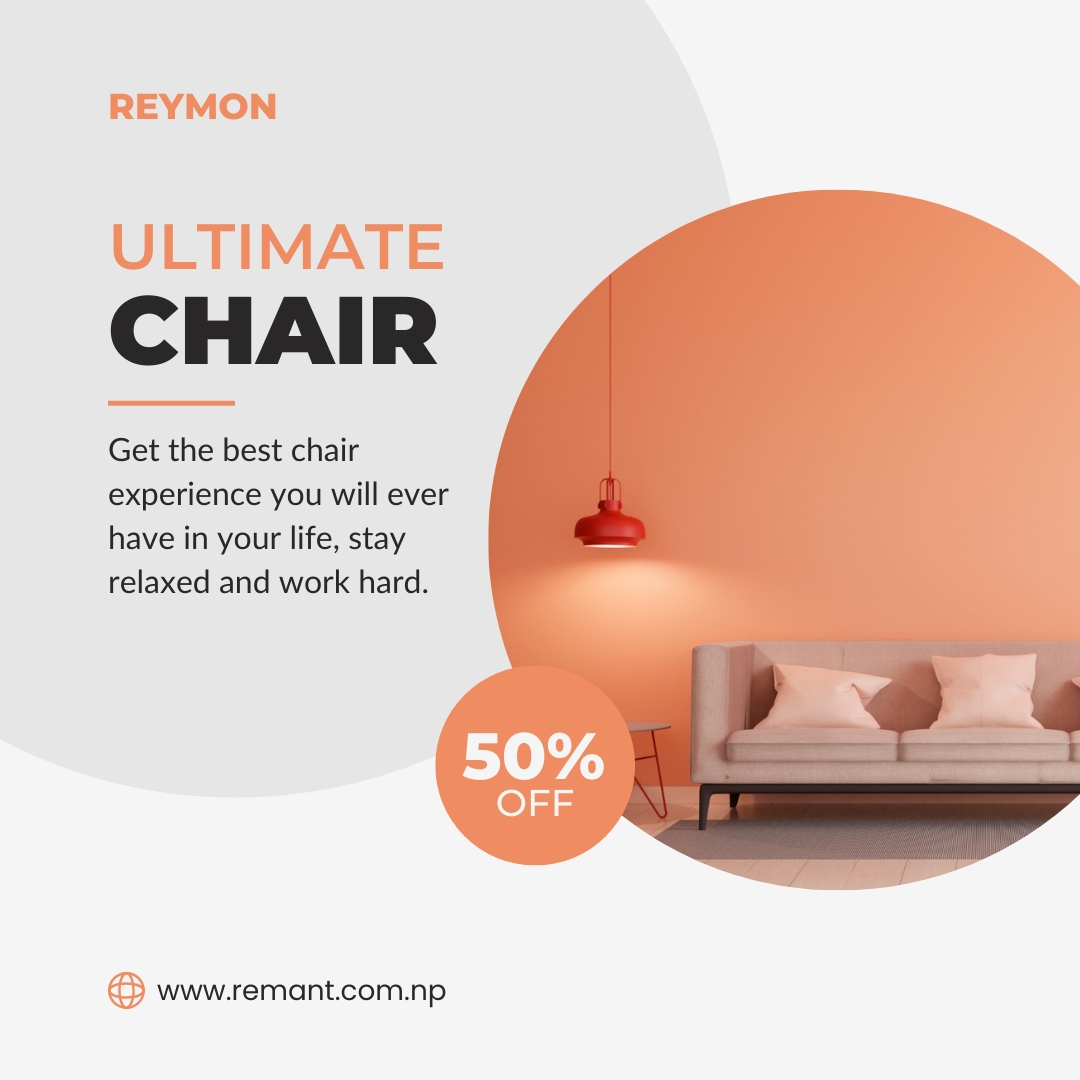 REYMON
ULTIMATE
CHAIR
Get the best chair
experience you will ever
have in your life, stay
relaxed and work hard.
50%
OFF
www.remant.com.np